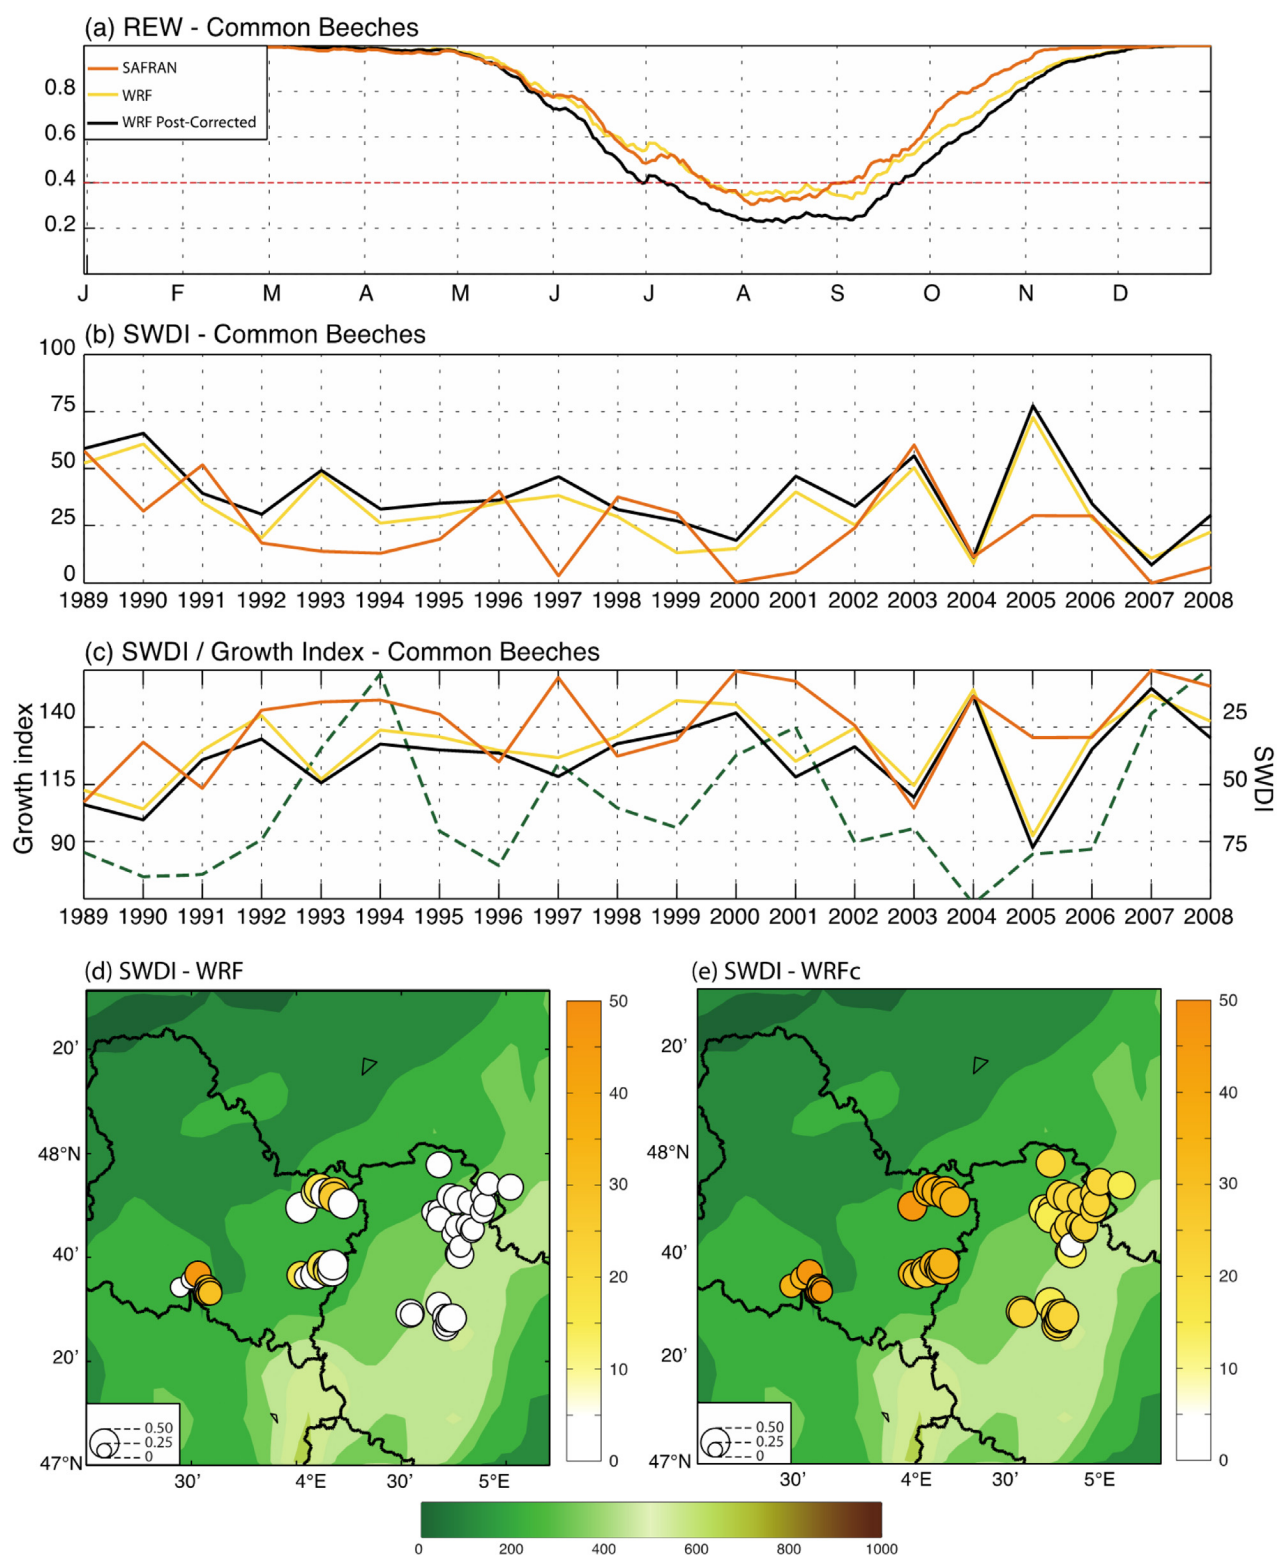 (a) REW - Common Beeches
SAFRAN
WRF
WRF Post-Corrected
0.8
0.6
0.4
0.2
J F M A M J J A S O N D
(b) SWDI - Common Beeches
100
75
50
25
0
1989 1990 1991 1992 1993 1994 1995 1996 1997 1998 1999 2000 2001 2002 2003 2004 2005 2006 2007 2008
(c) SWDI / Growth Index - Common Beeches
Growth index
140
115
90
25
50
75
SWDI
1989 1990 1991 1992 1993 1994 1995 1996 1997 1998 1999 2000 2001 2002 2003 2004 2005 2006 2007 2008
(d) SWDI - WRF
20'
48°N
40'
20'
47°N
30' 4°E 30' 5°E
0.50
0.25
0
50
40
30
20
10
0
(e) SWDI - WRFc
20'
48°N
40'
20'
47°N
30' 4°E 30' 5°E
0.50
0.25
0
50
40
30
20
10
0
0 200 400 600 800 1000